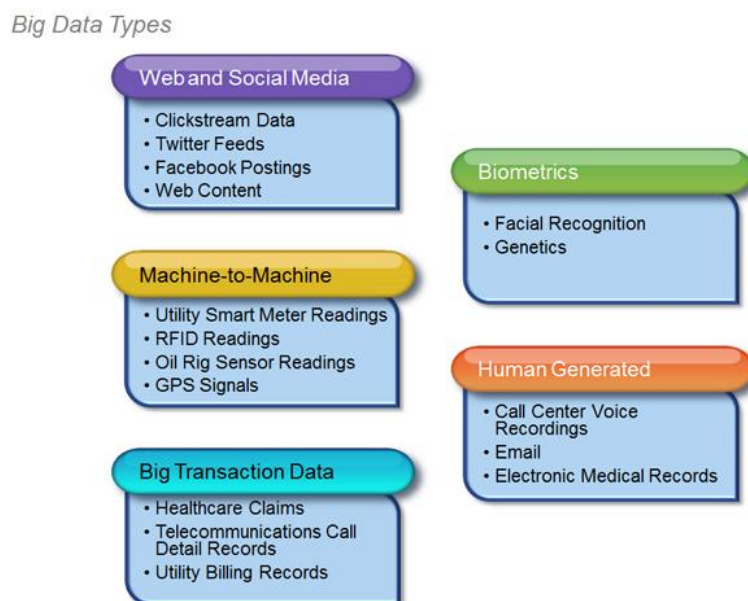 Big Data Types
Web and Social Media
• Clickstream Data
• Twitter Feeds
• Facebook Postings
• Web Content
Machine-to-Machine
• Utility Smart Meter Readings
• RFID Readings
• Oil Rig Sensor Readings
• GPS Signals
Big Transaction Data
• Healthcare Claims
• Telecommunications Call
Detail Records
• Utility Billing Records
Biometrics
• Facial Recognition
• Genetics
Human Generated
• Call Center Voice
Recordings
• Email
• Electronic Medical Records